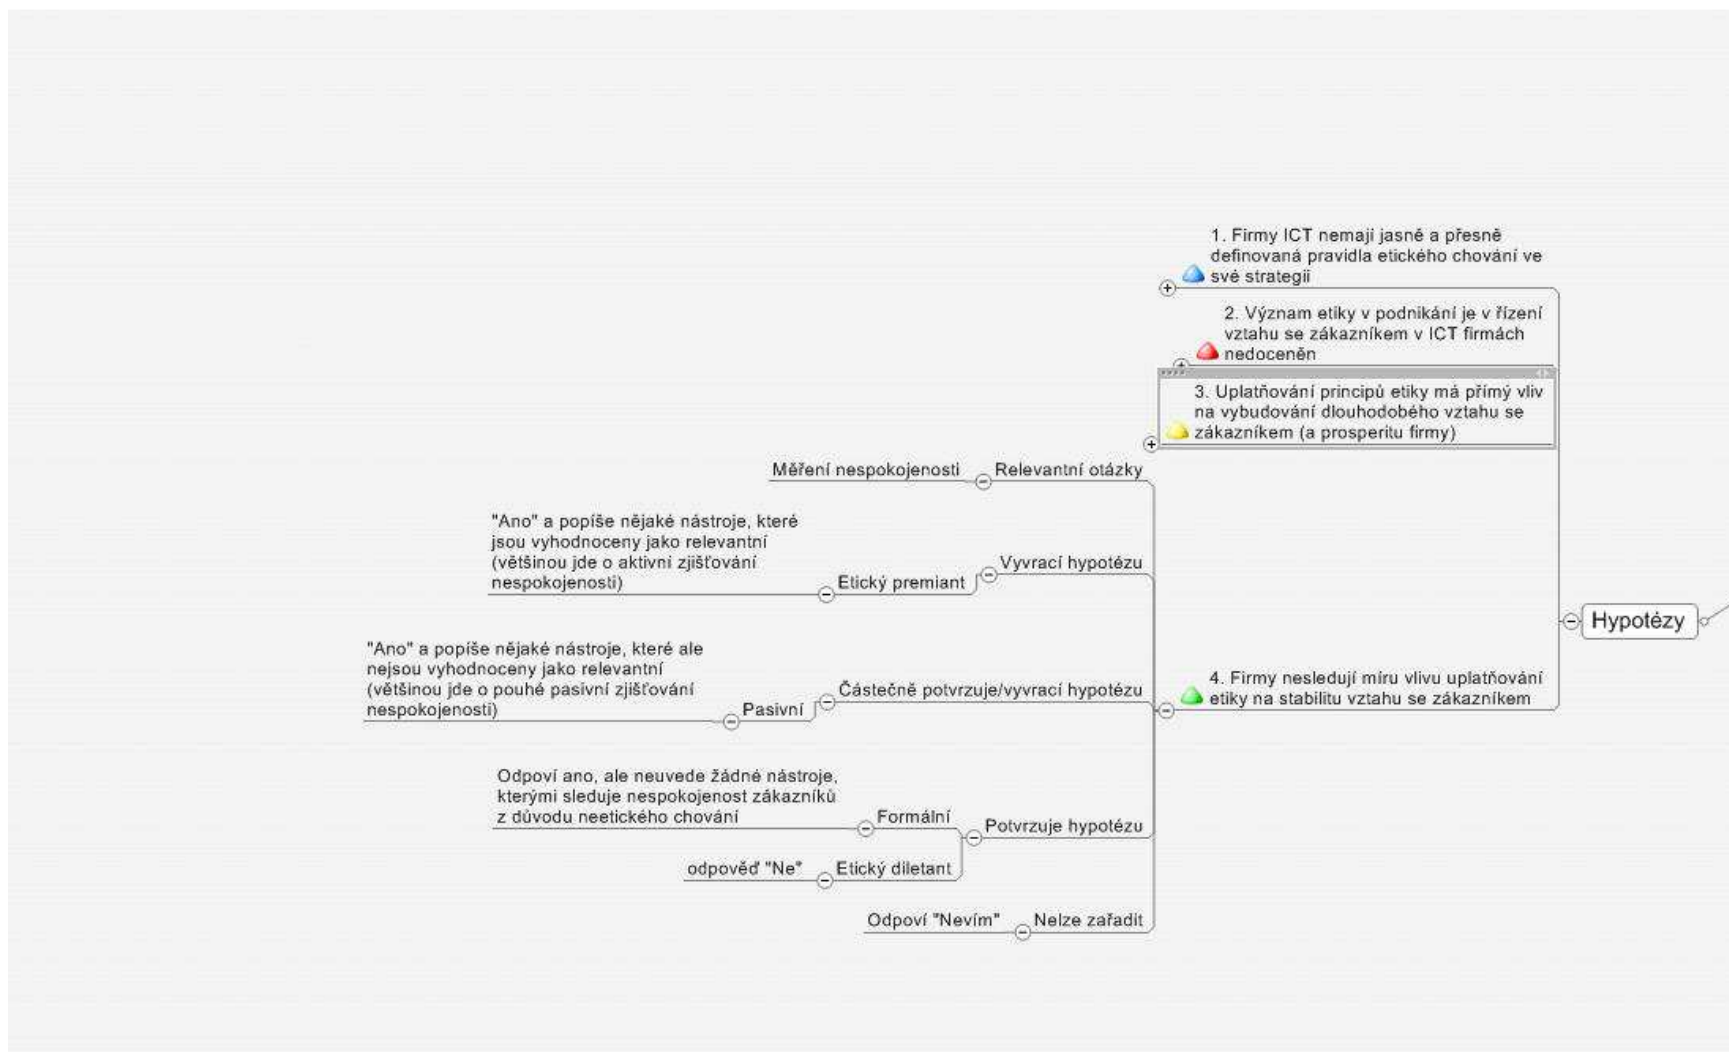 1. Firmy ICT nemají jasně a přesně
definovaná pravidla etického chování ve
své strategii
2. Význam etiky v podnikání je v řízení
vztahu se zákazníkem v ICT firmách
nedoceněn
3. Uplatňování principů etiky má přímý vliv
na vybudování dlouhodobého vztahu se
zákazníkem (a prosperitu firmy)
Měření nespokojenosti
Relevantní otázky
"Ano" a popíše nějaké nástroje, které
jsou vyhodnoceny jako relevantní
(většinou jde o aktivní zjišťování
nespokojenosti)
Etický premiant
Vyvrací hypotézu
Hypotézy
"Ano" a popíše nějaké nástroje, které ale
nejsou vyhodnoceny jako relevantní
(většinou jde o pouhé pasivní zjišťování
nespokojenosti)
Pasivní
Částečně potvrzuje/vyvrací hypotézu
4. Firmy nesledují míru vlivu uplatňování
etiky na stabilitu vztahu se zákazníkem
Odpoví ano, ale neuvede žádné nástroje,
kterými sleduje nespokojenost zákazníků
z důvodu neetického chování
Formální
Potvrzuje hypotézu
odpověď "Ne"
Etický diletant
Odpoví "Nevím"
Nelze zařadit